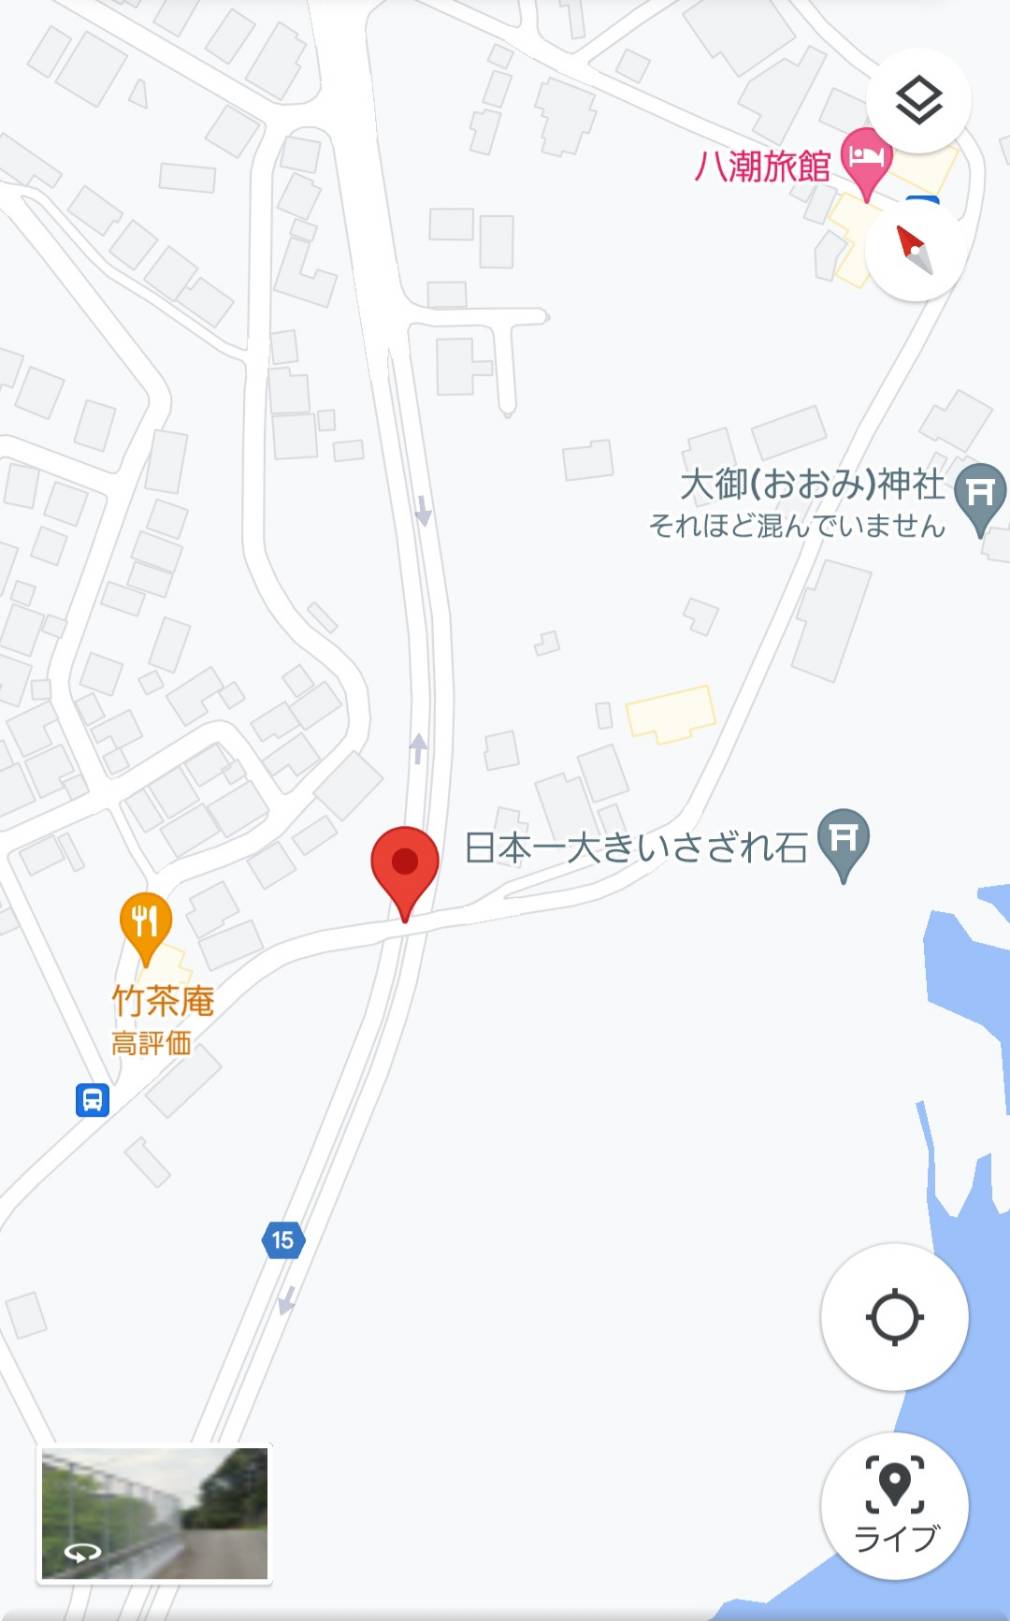 八潮旅館
大御(おおみ)神社
それほど混んでいません
日本一大きいさざれ石
竹茶庵
高評価
15
ライブ